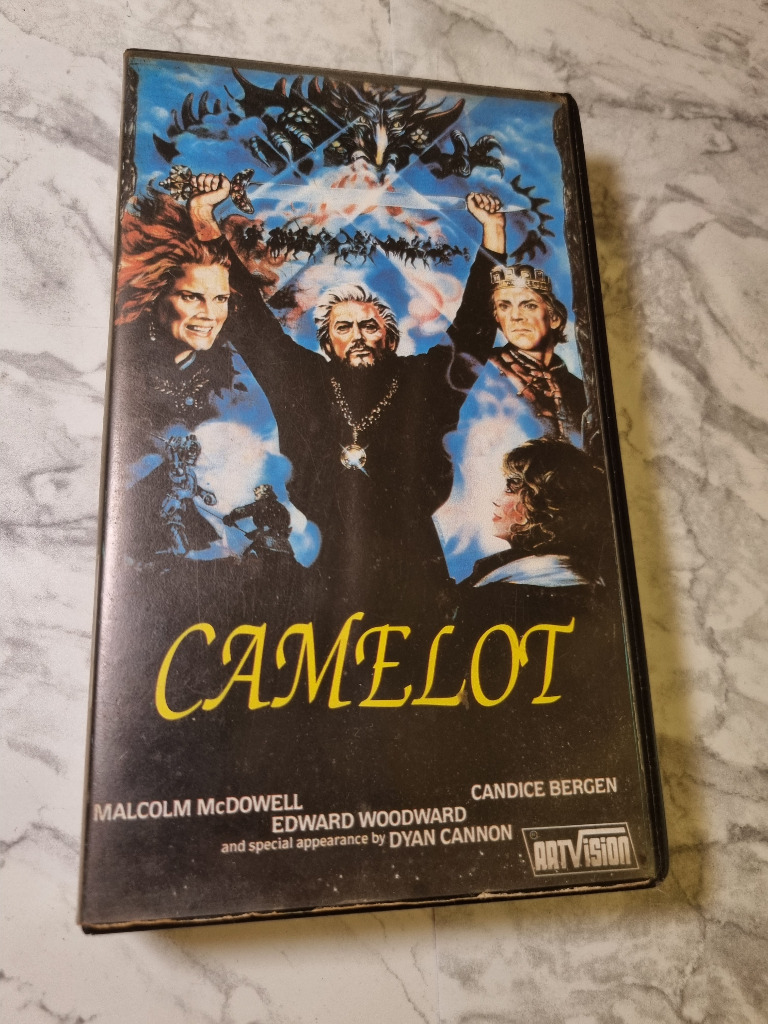 CAMELOT
MALCOLM McDOWELL
CANDICE BERGEN
EDWARD WOODWARD
and special appearance by DYAN CANNON
ARTVISION